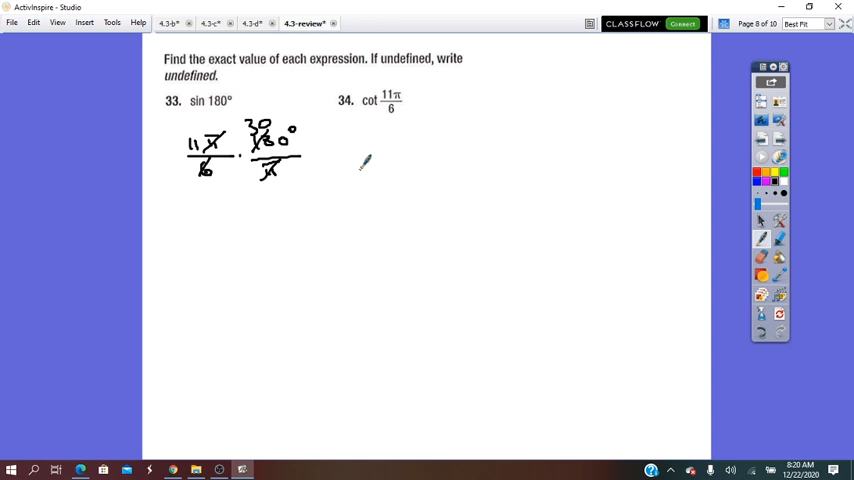 ActivInspire - Studio
File Edit View Insert Tools Help
4.3-b* 4.3-c* 4.3-d* 4.3-review*
CLASSFLOW Connect
Page 8 of 10 Best Fit
Find the exact value of each expression. If undefined, write
undefined.
33. sin 180°
34. cot 11π/6
30
11π/6 · 180°/π
8:20 AM
12/22/2020